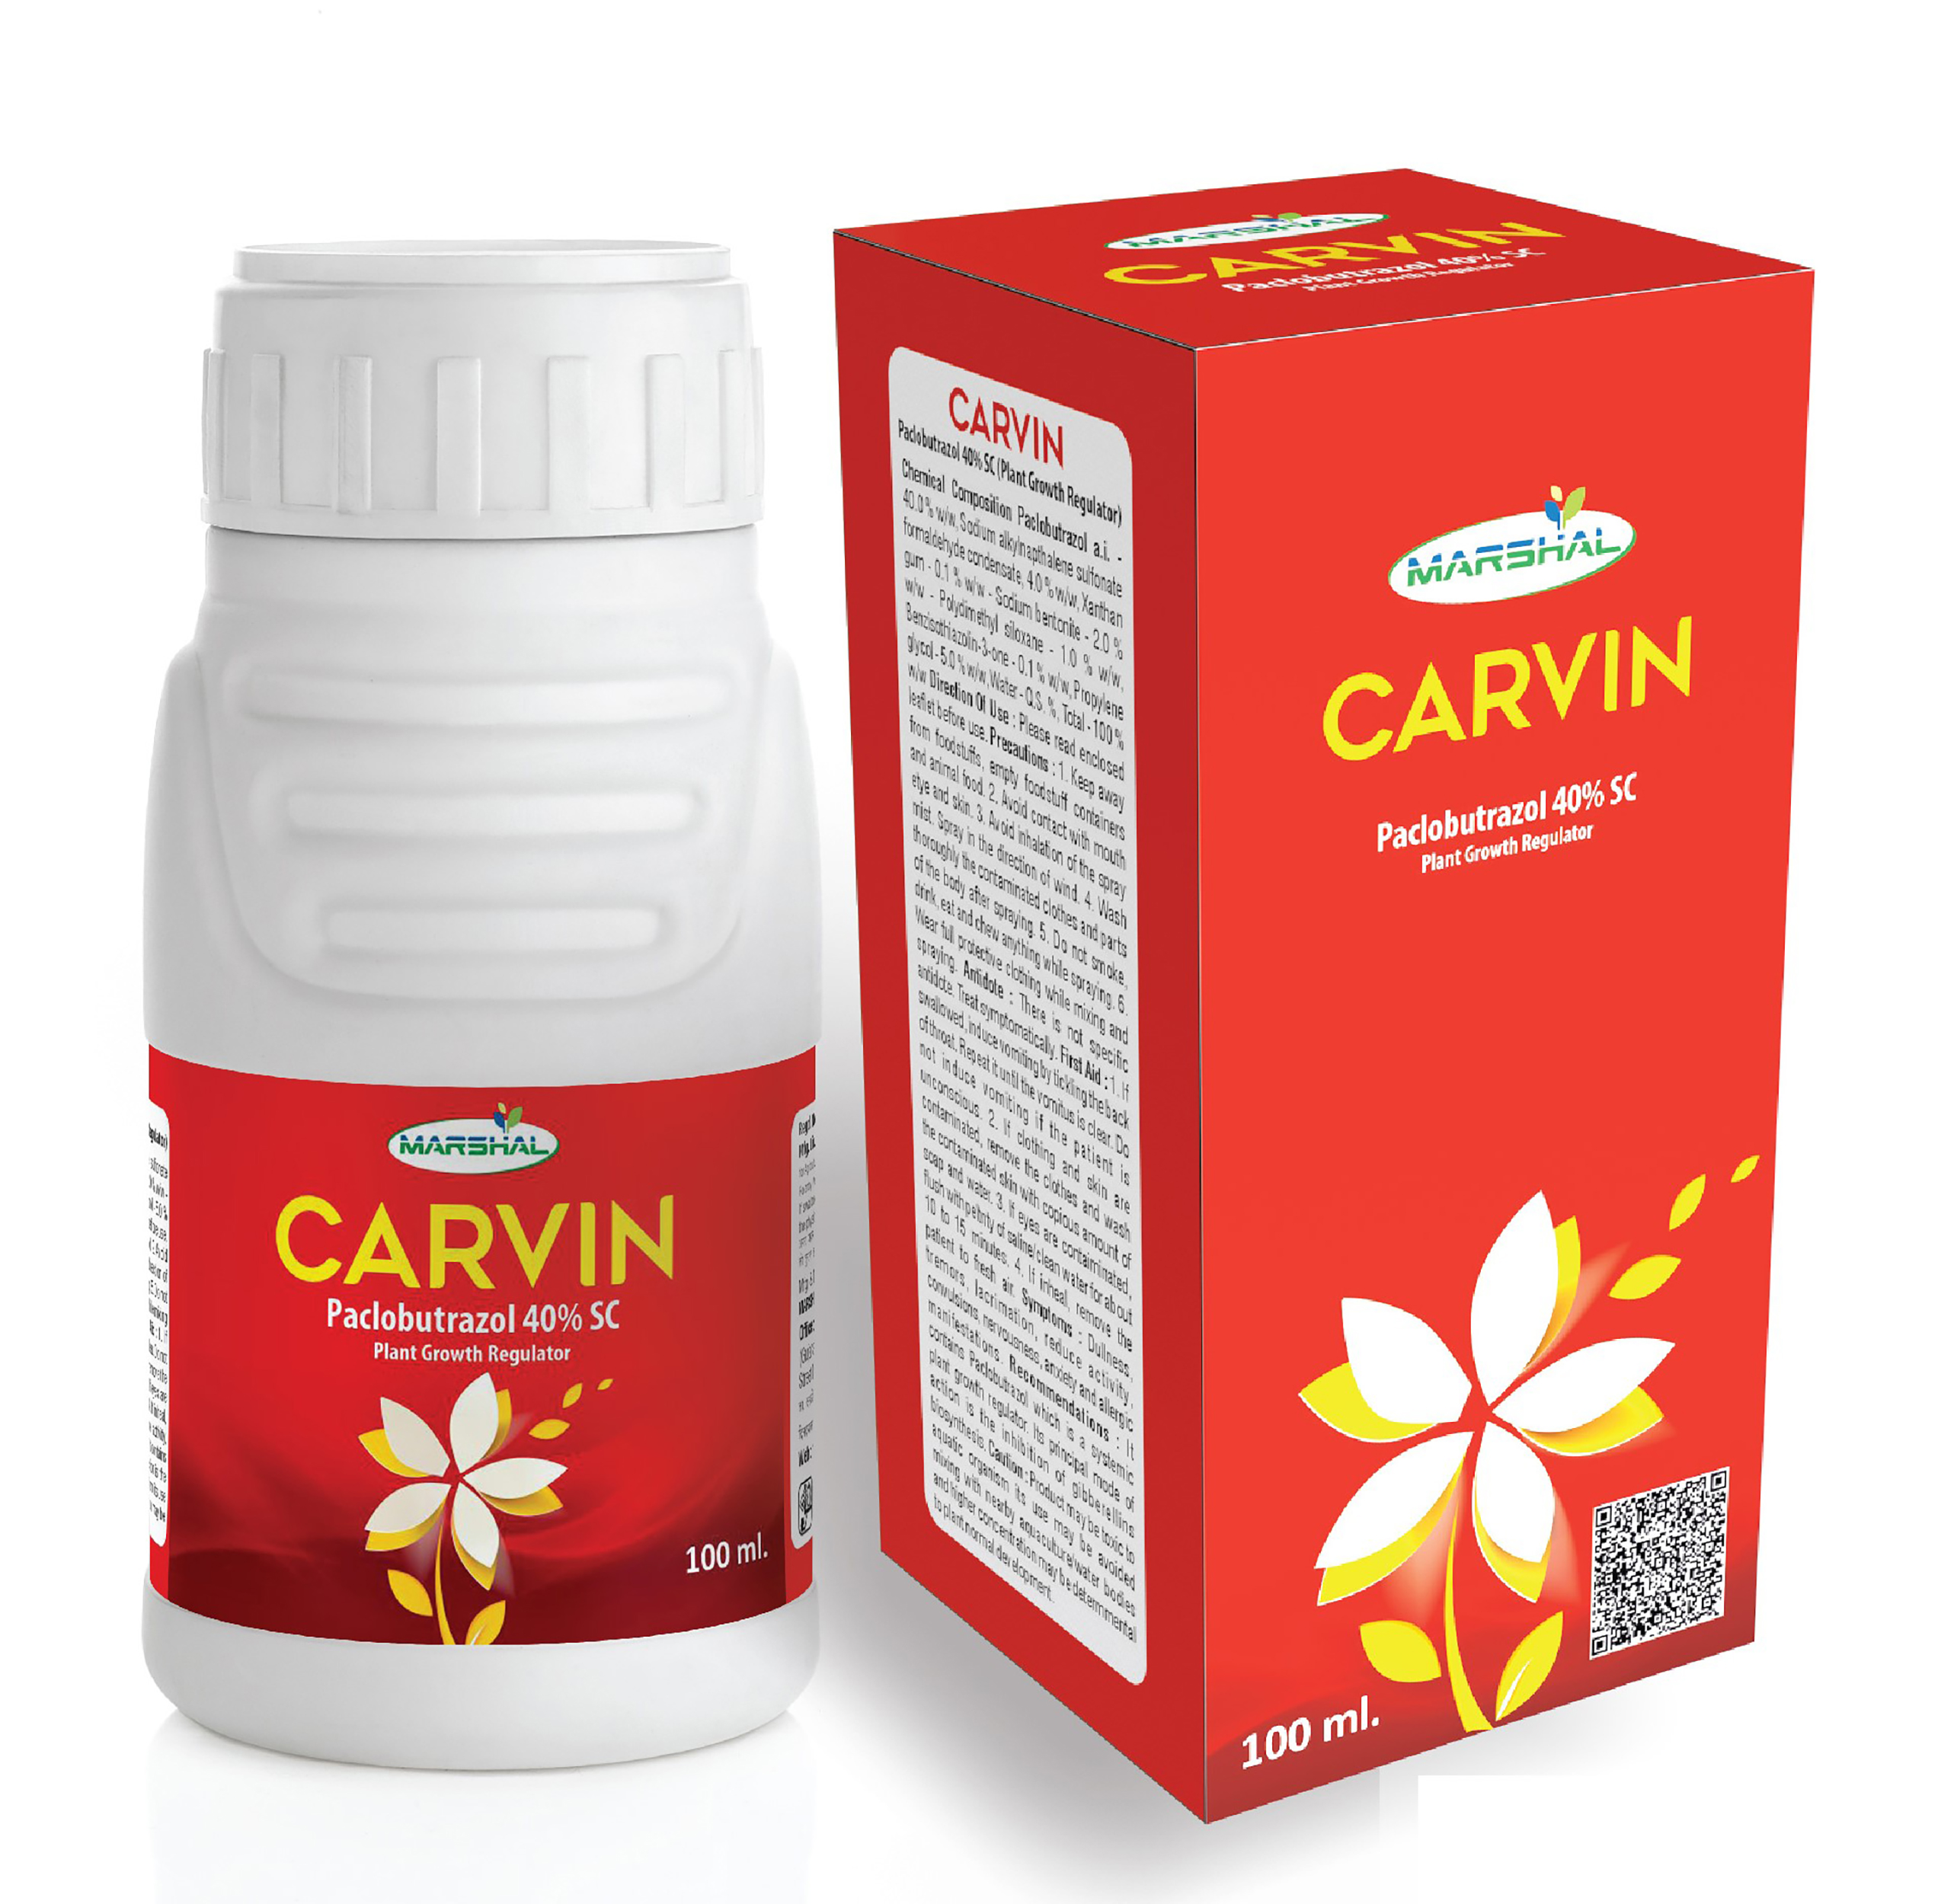 MARSHAL
CARVIN
Paclobutrazol 40% SC
Plant Growth Regulator
100 ml.
MARSHAL
CARVIN
Paclobutrazol 40% SC
Plant Growth Regulator
CARVIN
Paclobutrazol 40% SC (Plant Growth Regulator)
Chemical Composition Paclobutrazol a.i. -
40.0% w/w, Sodium alkylnapthalene sulfonate
formaldehyde condensate, 4.0 % w/w, Xanthan
gum - 0.1 % w/w - Sodium bentonite - 2.0 %
w/w - Polydimethyl siloxane - 1.0 % w/w,
Benzisothiazolin-3-one - 0.1 % w/w, Propylene
glycol - 5.0 % w/w, Water - Q.S. %, Total - 100 %
w/w Direction Of Use : Please read enclosed
leaflet before use. Precautions : 1. Keep away
from foodstuffs, empty foodstuff containers
and animal food. 2. Avoid contact with mouth
eye and skin. 3. Avoid inhalation of the spray
mist. Spray in the direction of wind. 4. Wash
thoroughly the contaminated clothes and parts
of the body after spraying. 5. Do not smoke,
drink, eat and chew anything while spraying. 6.
Wear full protective clothing while mixing and
spraying. Antidote : There is not specific
antidote. Treat symptomatically. First Aid : 1. If
swallowed, induce vomiting by tickling the back
of throat. Repeat it until the vomitus is clear. Do
not induce vomiting if the patient is
unconscious. 2. If clothing and skin are
contaminated, remove the clothes and wash
the contaminated skin with copious amount of
soap and water. 3. If eyes are contaminated,
flush with petnty of saline/clean water for about
10 to 15 minutes. 4. If inheal, remove the
patient to fresh air. Symptoms : Dullness,
tremors, lacrimation, reduce activity,
convulsions, nervousness, anxiety and allergic
manifestations. Recommendations : It
contains Paclobutrazol which is a systemic
plant growth regulator. Its principal mode of
action is the inhibition of gibberellins
biosynthesis. Caution : Product may be toxic to
aquatic organism its use may be avoided
mixing with nearby aquaculture/water bodies
and higher concentration may be determimental
to plant normal development.
MARSHAL
CARVIN
Paclobutrazol 40% SC
Plant Growth Regulator
100 ml.